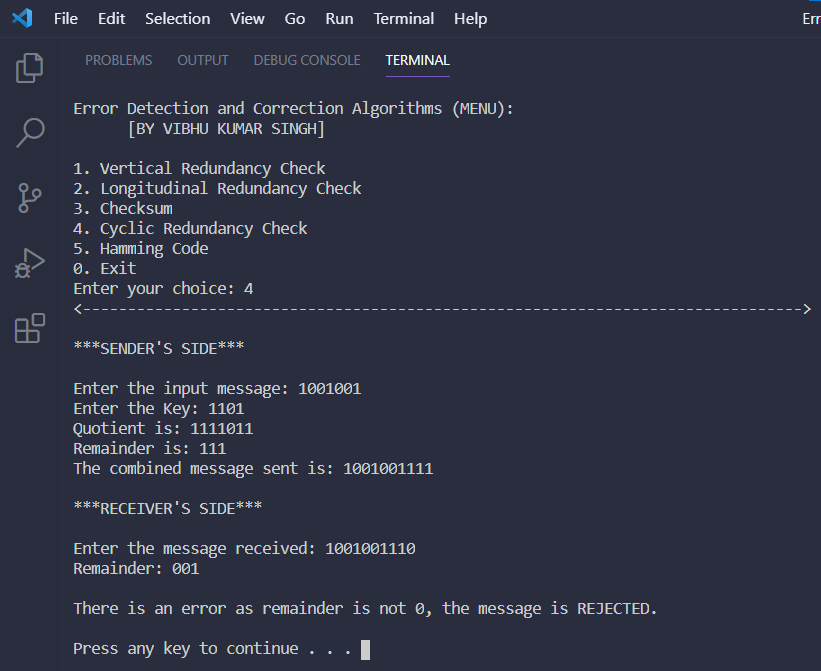 File Edit Selection View Go Run Terminal Help Err
PROBLEMS OUTPUT DEBUG CONSOLE TERMINAL
Error Detection and Correction Algorithms (MENU):
[BY VIBHU KUMAR SINGH]
1. Vertical Redundancy Check
2. Longitudinal Redundancy Check
3. Checksum
4. Cyclic Redundancy Check
5. Hamming Code
0. Exit
Enter your choice: 4
<-------------------------------------------------------------------------------->
***SENDER'S SIDE***
Enter the input message: 1001001
Enter the Key: 1101
Quotient is: 1111011
Remainder is: 111
The combined message sent is: 1001001111
***RECEIVER'S SIDE***
Enter the message received: 1001001110
Remainder: 001
There is an error as remainder is not 0, the message is REJECTED.
Press any key to continue . . .